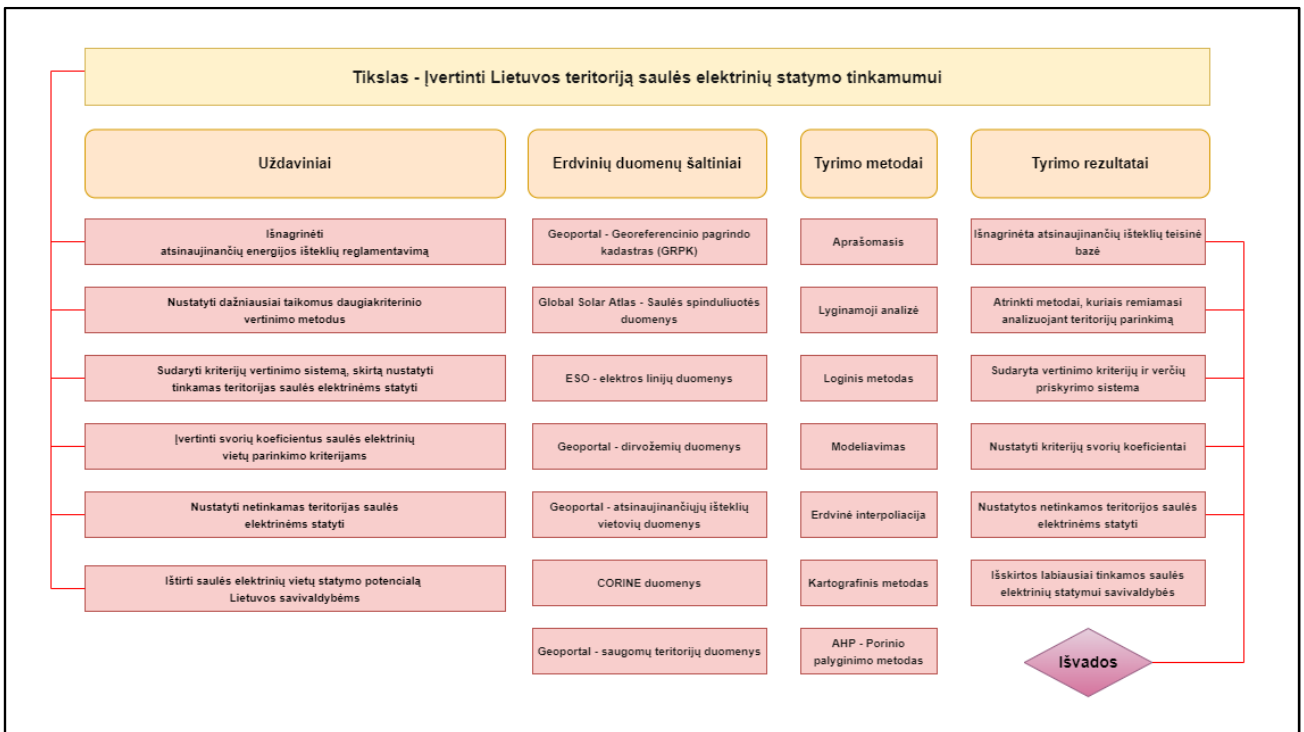 Tikslas - Įvertinti Lietuvos teritoriją saulės elektrinių statymo tinkamumui
Uždaviniai
Erdvinių duomenų šaltiniai
Tyrimo metodai
Tyrimo rezultatai
Išnagrinėti
atsinaujinančių energijos išteklių reglamentavimą
Geoportal - Georeferencinio pagrindo
kadastras (GRPK)
Aprašomasis
Išnagrinėta atsinaujinančių išteklių teisinė
bazė
Nustatyti dažniausiai taikomus daugiakriterinio
vertinimo metodus
Global Solar Atlas - Saulės spinduliuotės
duomenys
Lyginamoji analizė
Atrinkti metodai, kuriais remiamasi
analizuojant teritorijų parinkimą
Sudaryti kriterijų vertinimo sistemą, skirtą nustatyti
tinkamas teritorijas saulės elektrinėms statyti
ESO - elektros linijų duomenys
Loginis metodas
Sudaryta vertinimo kriterijų ir verčių
priskyrimo sistema
Įvertinti svorių koeficientus saulės elektrinių
vietų parinkimo kriterijams
Geoportal - dirvožemių duomenys
Modeliavimas
Nustatyti kriterijų svorių koeficientai
Nustatyti netinkamas teritorijas saulės
elektrinėms statyti
Geoportal - atsinaujinančiųjų išteklių
vietovių duomenys
Erdvinė interpoliacija
Nustatytos netinkamos teritorijos saulės
elektrinėms statyti
Ištirti saulės elektrinių vietų statymo potencialą
Lietuvos savivaldybėms
CORINE duomenys
Kartografinis metodas
Išskirtos labiausiai tinkamos saulės
elektrinių statymui savivaldybės
Geoportal - saugomų teritorijų duomenys
AHP - Porinio
palyginimo metodas
Išvados